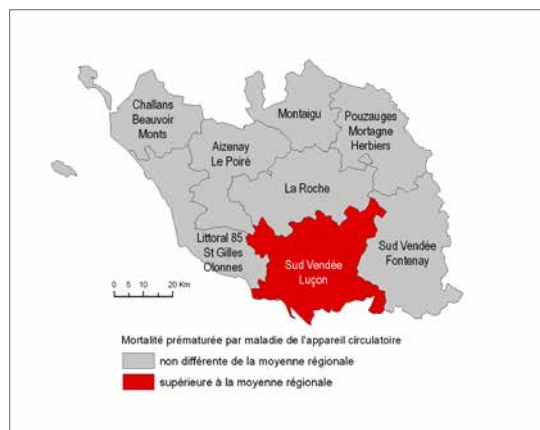 Challans
Beauvoir
Monts
Montaigu
Pouzauges
Mortagne
Herbiers
Aizenay
Le Poiré
La Roche
Littoral 85
St Gilles
Olonnes
Sud Vendée
Luçon
Sud Vendée
Fontenay
0 10 20 Km
Mortalité prématurée par maladie de l'appareil circulatoire
non différente de la moyenne régionale
supérieure à la moyenne régionale